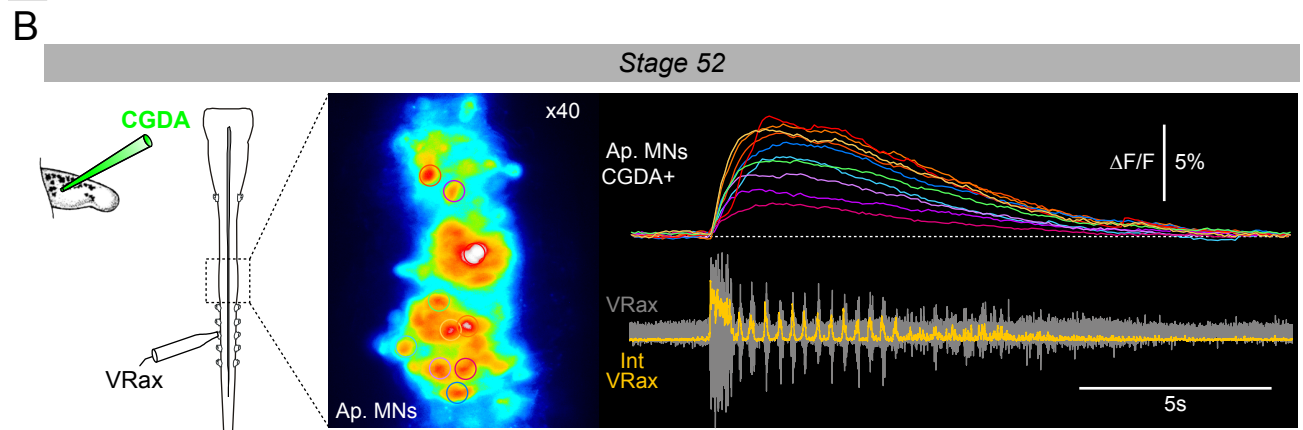 B
Stage 52
CGDA
VRax
x40
Ap. MNs
Ap. MNs
CGDA+
ΔF/F
5%
VRax
Int
VRax
5s